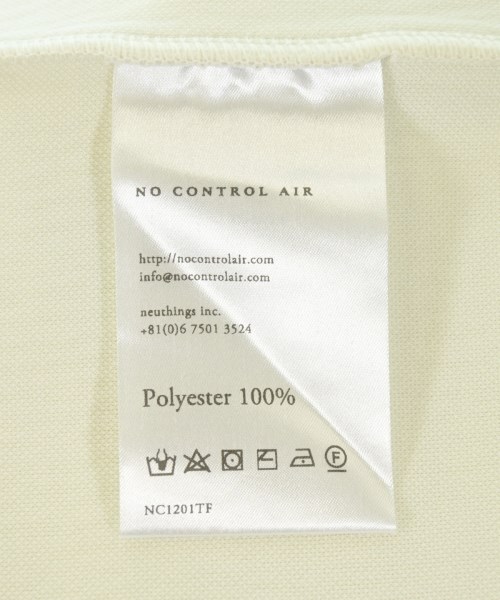 NO CONTROL AIR
http://nocontrolair.com
info@nocontrolair.com
neuthings inc.
+81(0)6 7501 3524
Polyester 100%
F
NC1201TF